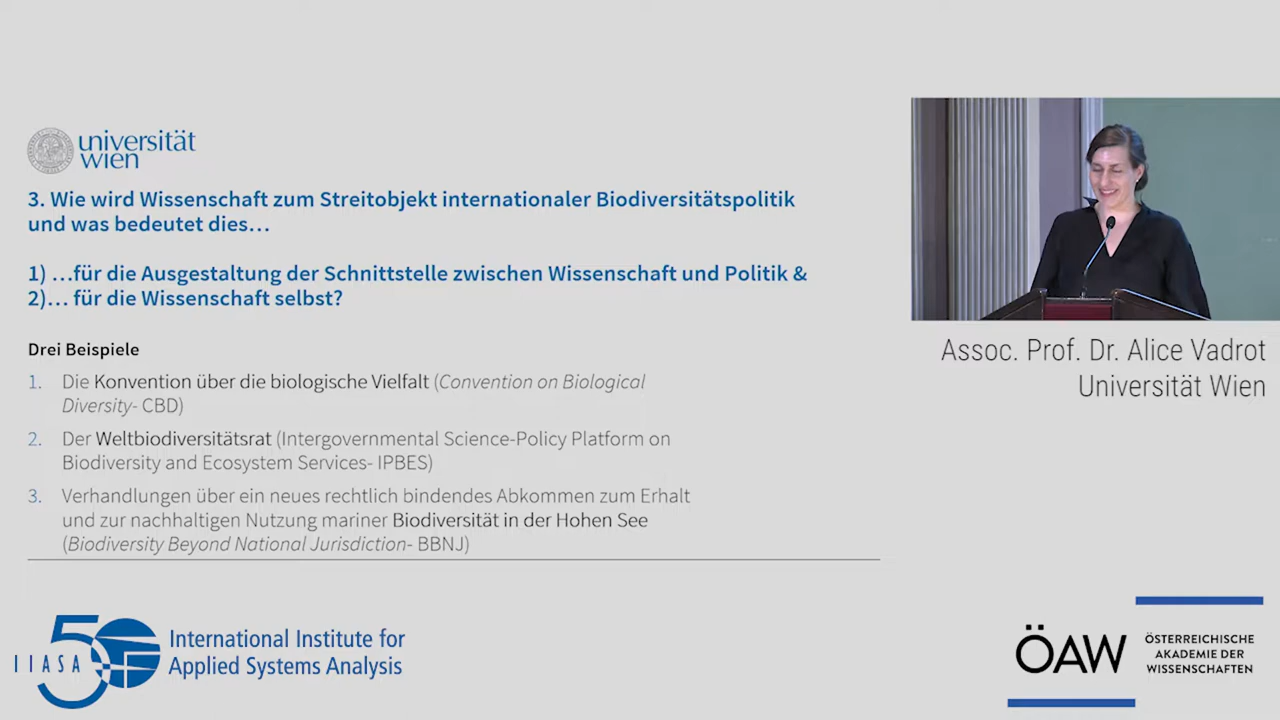 universität
wien
3. Wie wird Wissenschaft zum Streitobjekt internationaler Biodiversitätspolitik
und was bedeutet dies…
1) …für die Ausgestaltung der Schnittstelle zwischen Wissenschaft und Politik &
2)… für die Wissenschaft selbst?
Drei Beispiele
1. Die Konvention über die biologische Vielfalt (Convention on Biological
Diversity- CBD)
2. Der Weltbiodiversitätsrat (Intergovernmental Science-Policy Platform on
Biodiversity and Ecosystem Services- IPBES)
3. Verhandlungen über ein neues rechtlich bindendes Abkommen zum Erhalt
und zur nachhaltigen Nutzung mariner Biodiversität in der Hohen See
(Biodiversity Beyond National Jurisdiction- BBNJ)
Assoc. Prof. Dr. Alice Vadrot
Universität Wien
50
IIASA
International Institute for
Applied Systems Analysis
ÖAW
ÖSTERREICHISCHE
AKADEMIE DER
WISSENSCHAFTEN